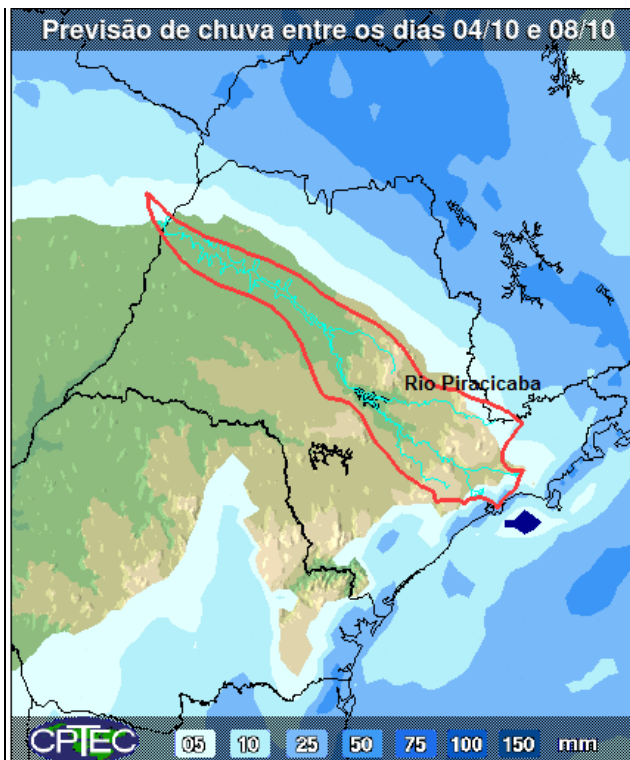 Previsão de chuva entre os dias 04/10 e 08/10
Rio Piracicaba
CPTEC 05 10 25 50 75 100 150 mm